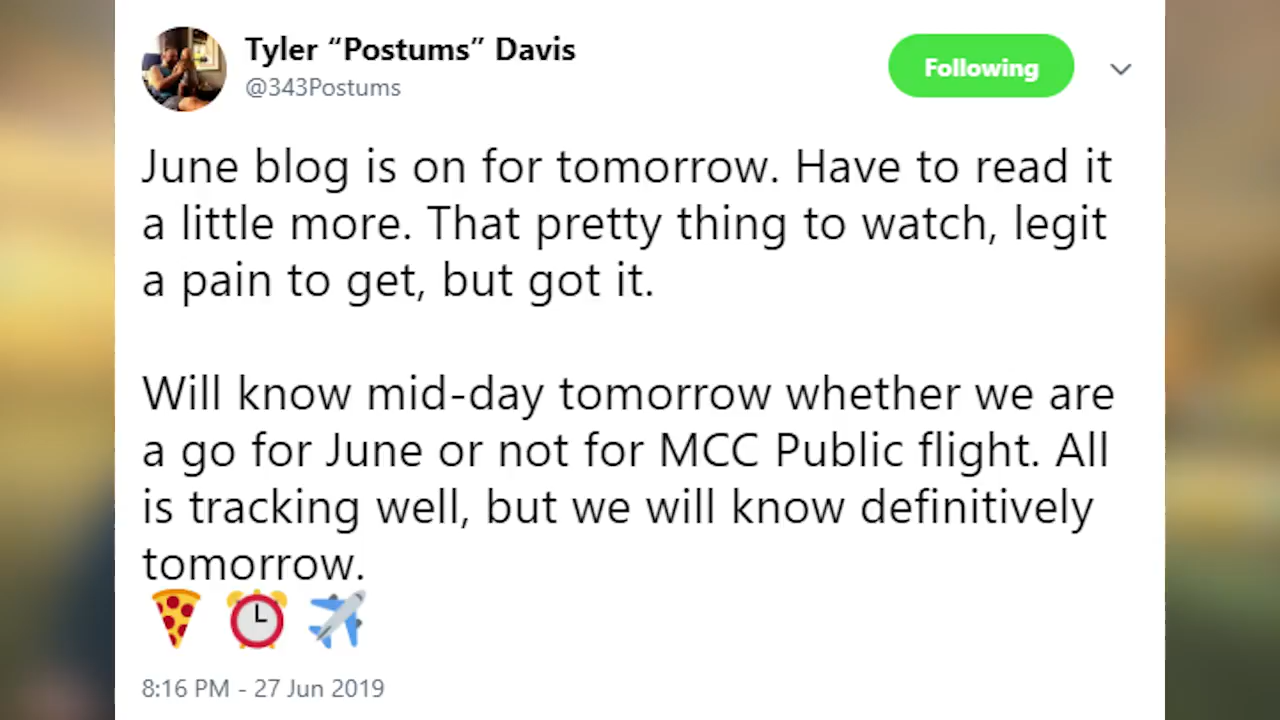 Tyler “Postums” Davis
@343Postums
Following
June blog is on for tomorrow. Have to read it
a little more. That pretty thing to watch, legit
a pain to get, but got it.
Will know mid-day tomorrow whether we are
a go for June or not for MCC Public flight. All
is tracking well, but we will know definitively
tomorrow.
8:16 PM - 27 Jun 2019